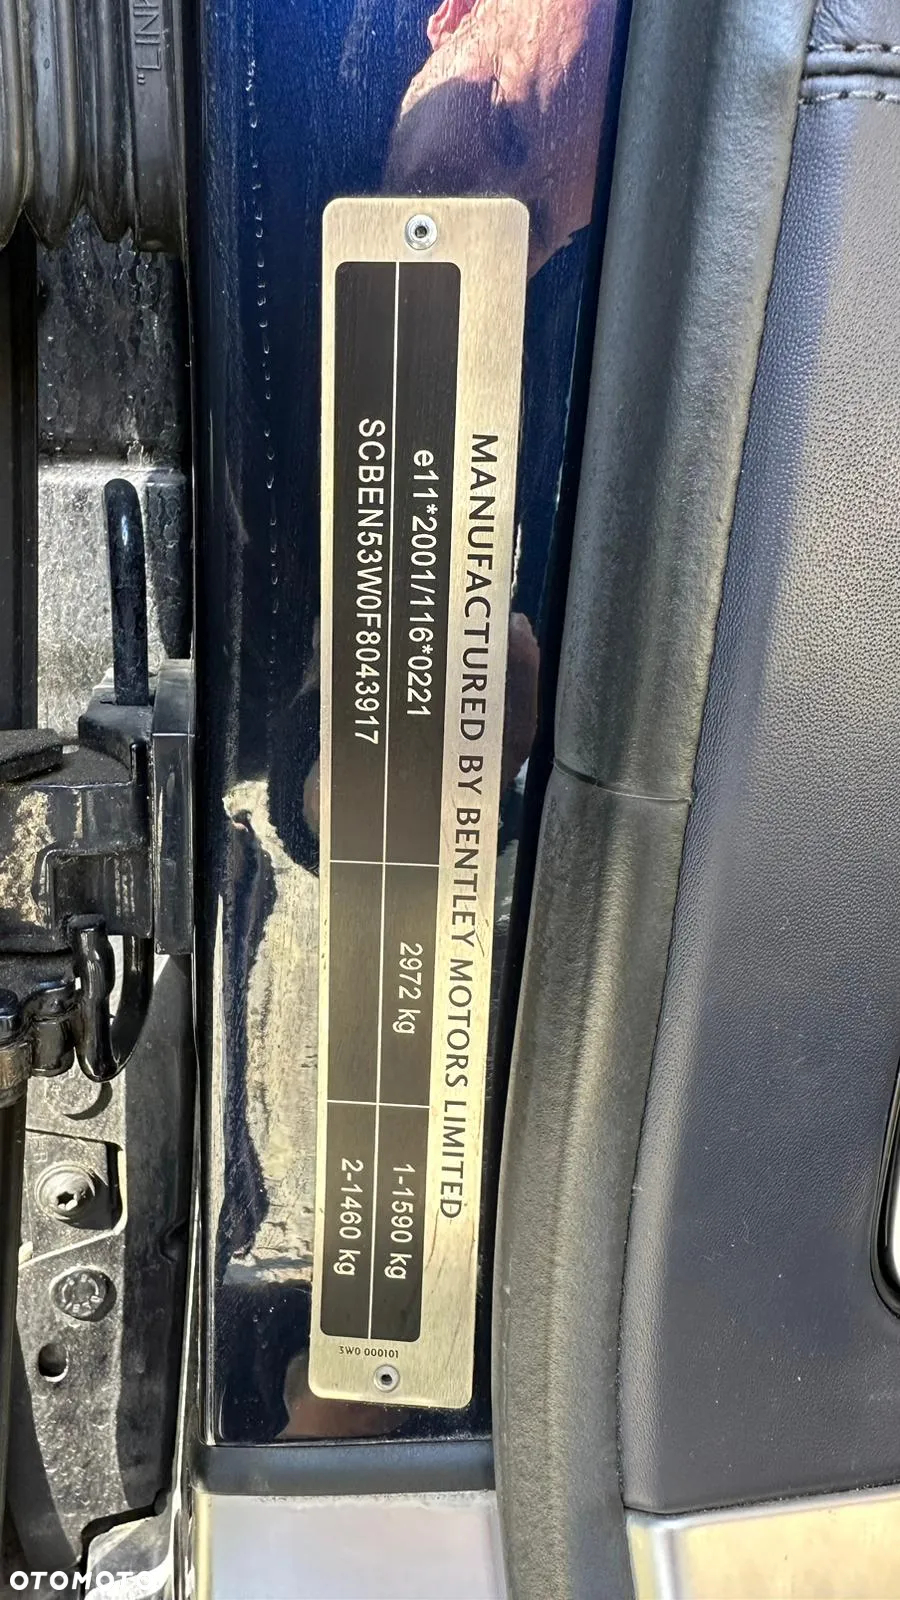 MANUFACTURED BY BENTLEY MOTORS LIMITED
e11*2001/116*0221
2972 kg
1-1590 kg
SCBEN53W0F8043917
2-1460 kg
3W0 000101
OTOMOTO